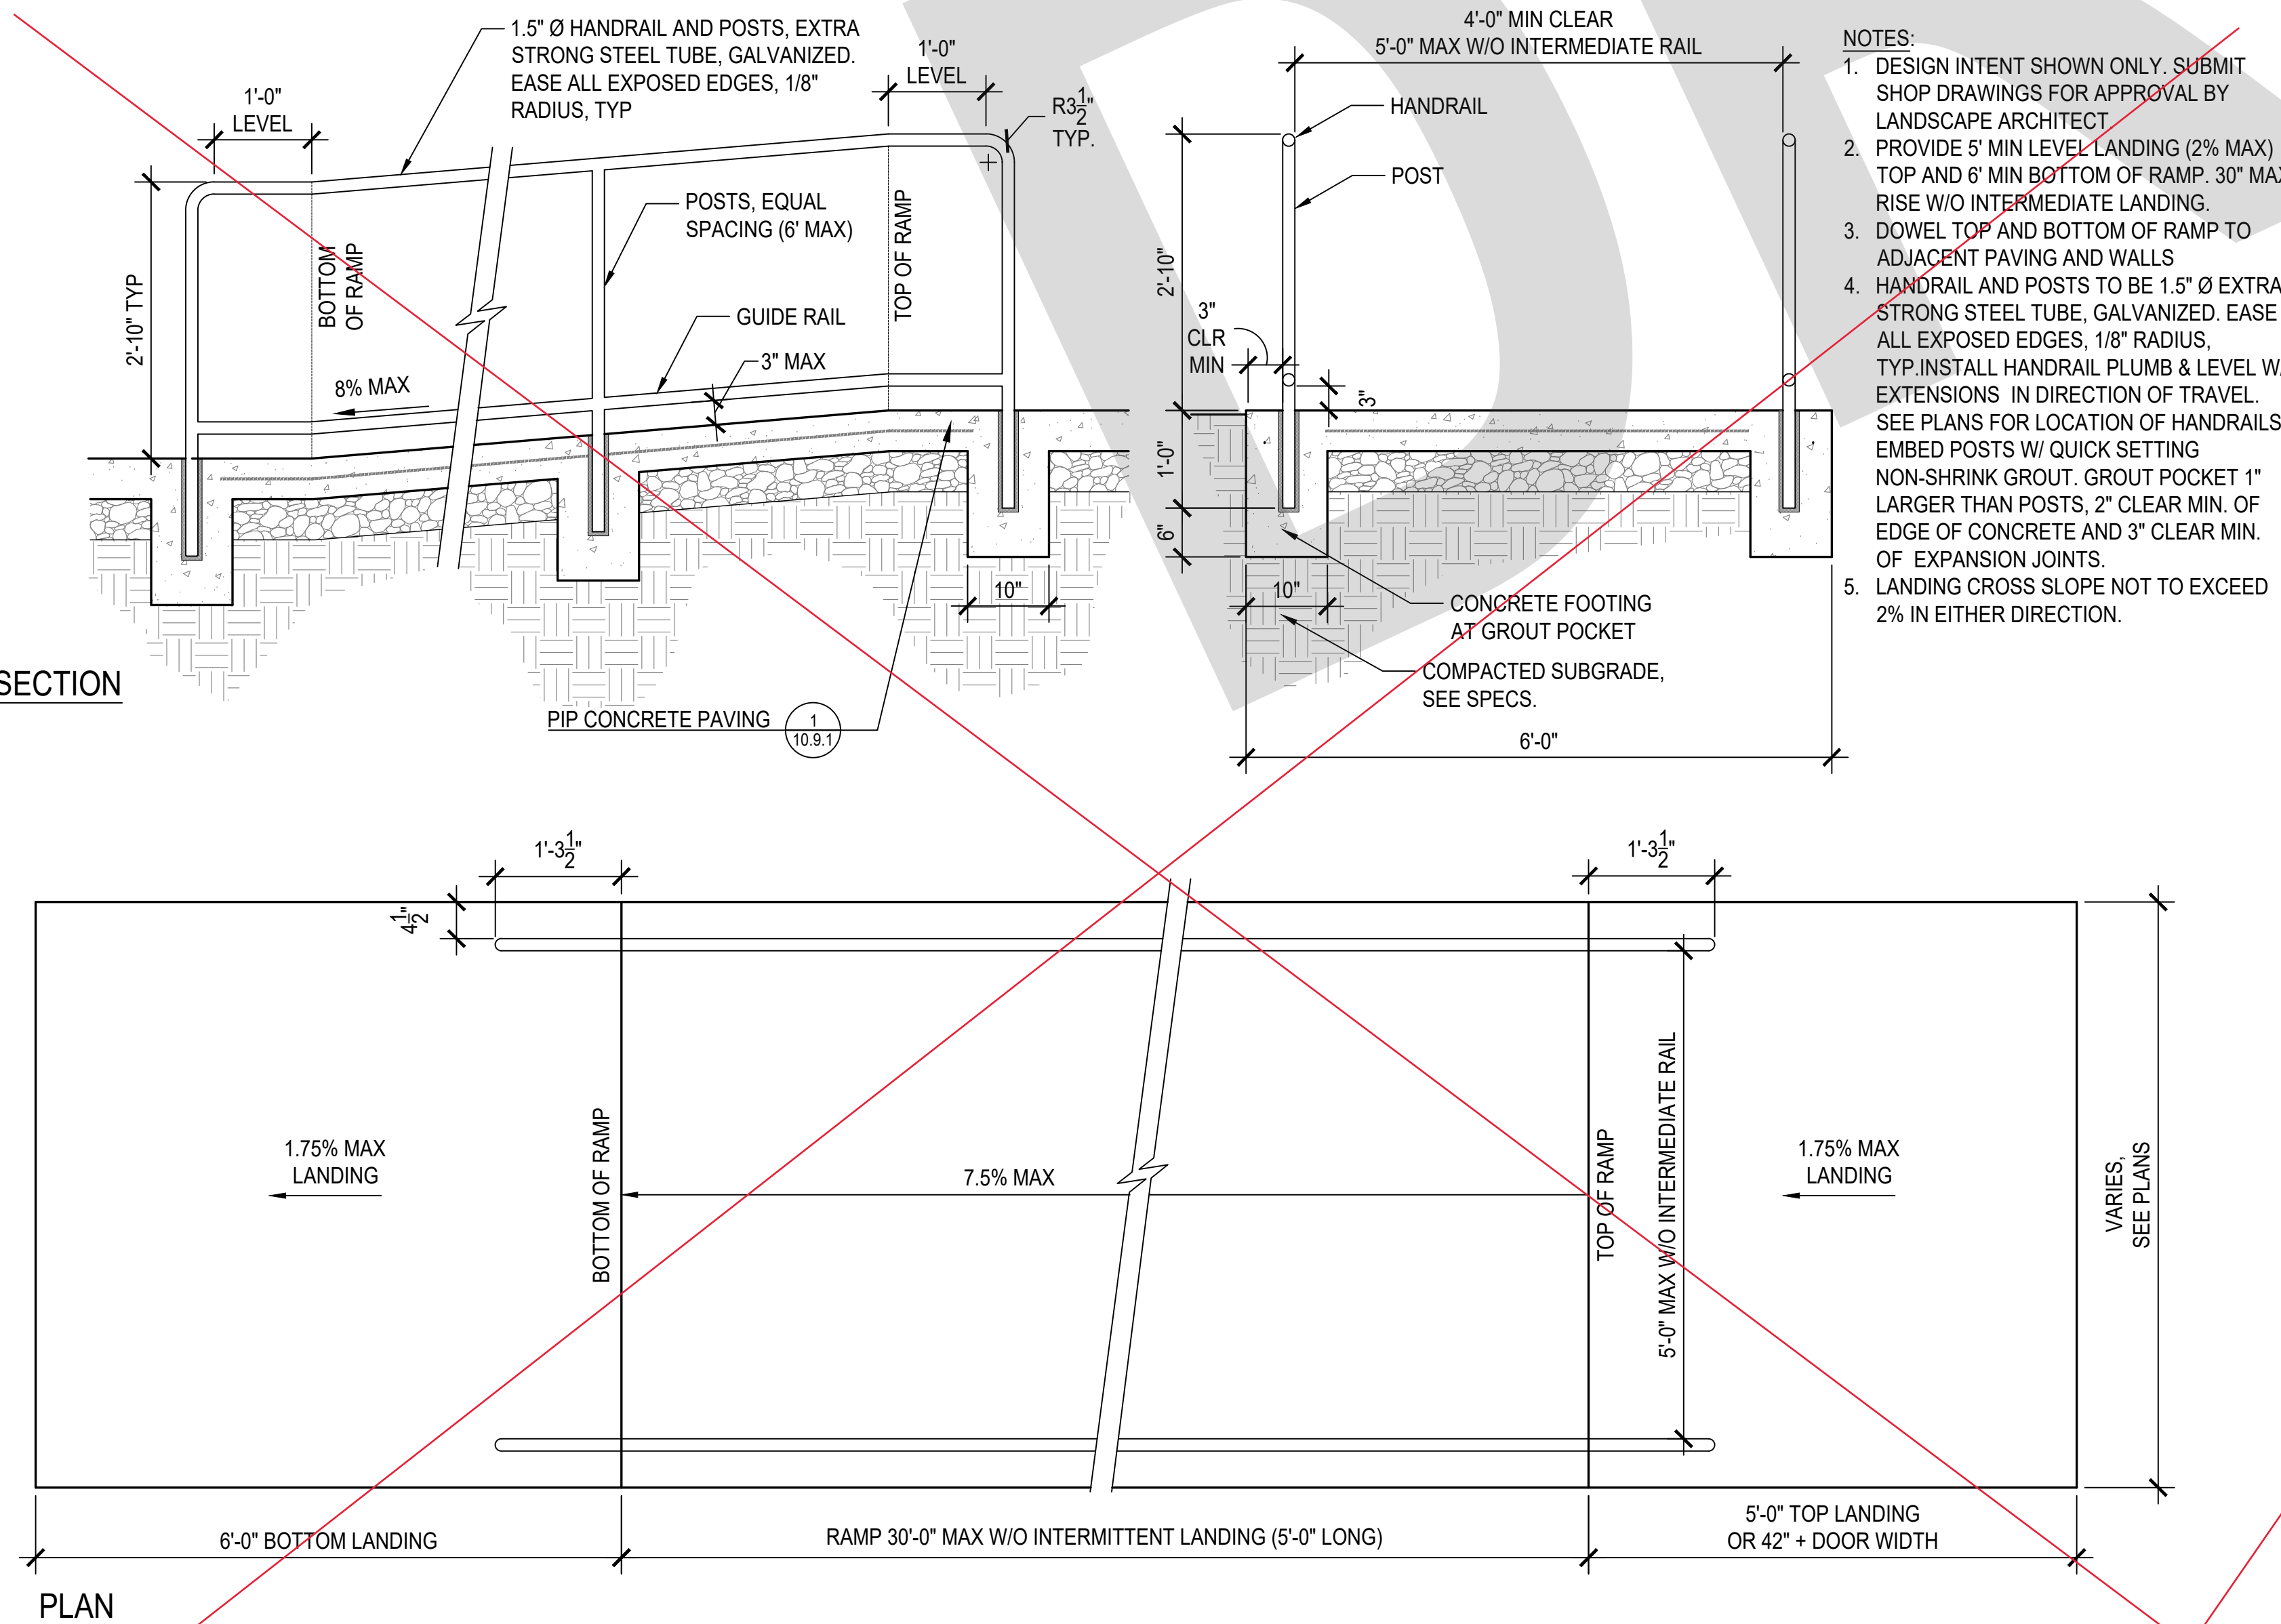 1.5" Ø HANDRAIL AND POSTS, EXTRA
STRONG STEEL TUBE, GALVANIZED.
EASE ALL EXPOSED EDGES, 1/8"
RADIUS, TYP
1'-0"
LEVEL
1'-0"
LEVEL
R3 1/2"
TYP.
2'-10" TYP
BOTTOM
OF RAMP
POSTS, EQUAL
SPACING (6' MAX)
TOP OF RAMP
GUIDE RAIL
3" MAX
8% MAX
10"
SECTION
PIP CONCRETE PAVING
1
10.9.1
4'-0" MIN CLEAR
5'-0" MAX W/O INTERMEDIATE RAIL
HANDRAIL
POST
2'-10"
3"
CLR
MIN
3"
1'-0"
6"
10"
CONCRETE FOOTING
AT GROUT POCKET
COMPACTED SUBGRADE,
SEE SPECS.
6'-0"
NOTES:
1. DESIGN INTENT SHOWN ONLY. SUBMIT
SHOP DRAWINGS FOR APPROVAL BY
LANDSCAPE ARCHITECT
2. PROVIDE 5' MIN LEVEL LANDING (2% MAX)
TOP AND 6' MIN BOTTOM OF RAMP. 30" MAX
RISE W/O INTERMEDIATE LANDING.
3. DOWEL TOP AND BOTTOM OF RAMP TO
ADJACENT PAVING AND WALLS
4. HANDRAIL AND POSTS TO BE 1.5" Ø EXTRA
STRONG STEEL TUBE, GALVANIZED. EASE
ALL EXPOSED EDGES, 1/8" RADIUS,
TYP.INSTALL HANDRAIL PLUMB & LEVEL W/
EXTENSIONS IN DIRECTION OF TRAVEL.
SEE PLANS FOR LOCATION OF HANDRAILS
EMBED POSTS W/ QUICK SETTING
NON-SHRINK GROUT. GROUT POCKET 1"
LARGER THAN POSTS, 2" CLEAR MIN. OF
EDGE OF CONCRETE AND 3" CLEAR MIN.
OF EXPANSION JOINTS.
5. LANDING CROSS SLOPE NOT TO EXCEED
2% IN EITHER DIRECTION.
1'-3 1/2"
4 1/2"
1'-3 1/2"
1.75% MAX
LANDING
BOTTOM OF RAMP
7.5% MAX
TOP OF RAMP
5'-0" MAX W/O INTERMEDIATE RAIL
1.75% MAX
LANDING
VARIES,
SEE PLANS
6'-0" BOTTOM LANDING
RAMP 30'-0" MAX W/O INTERMITTENT LANDING (5'-0" LONG)
5'-0" TOP LANDING
OR 42" + DOOR WIDTH
PLAN